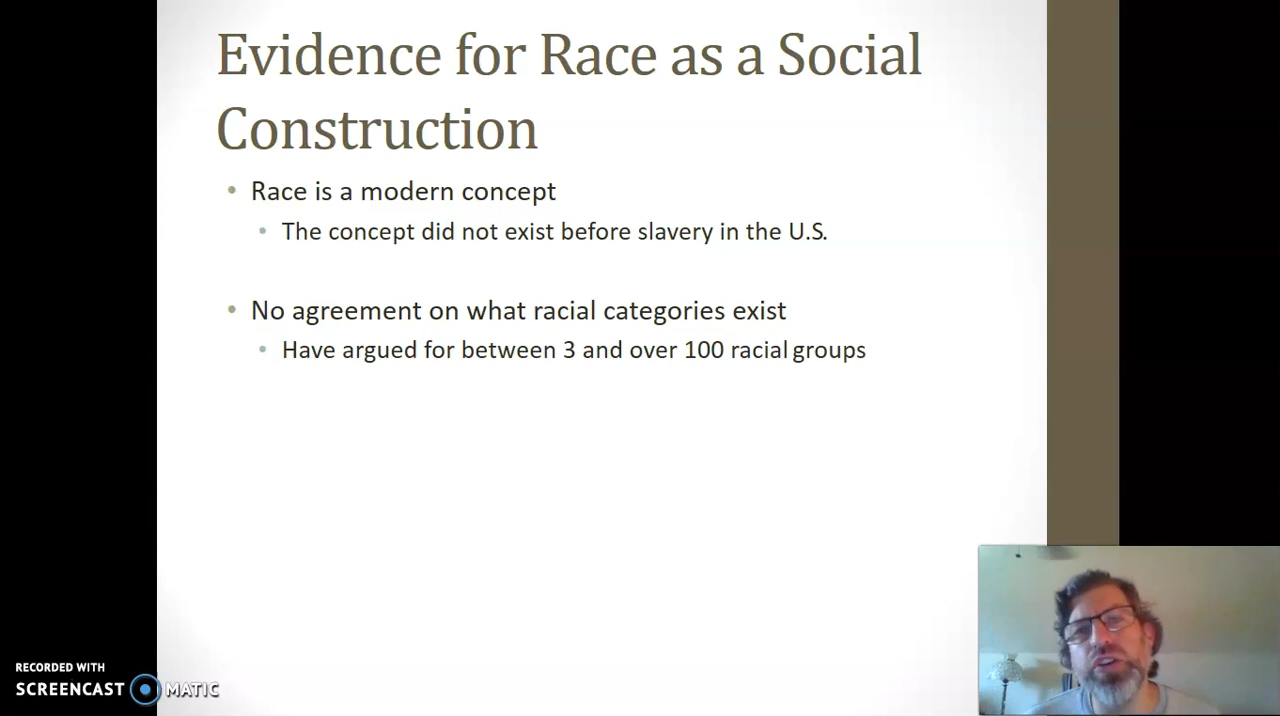 Evidence for Race as a Social
Construction
• Race is a modern concept
• The concept did not exist before slavery in the U.S.
• No agreement on what racial categories exist
• Have argued for between 3 and over 100 racial groups
RECORDED WITH
SCREENCAST MATIC